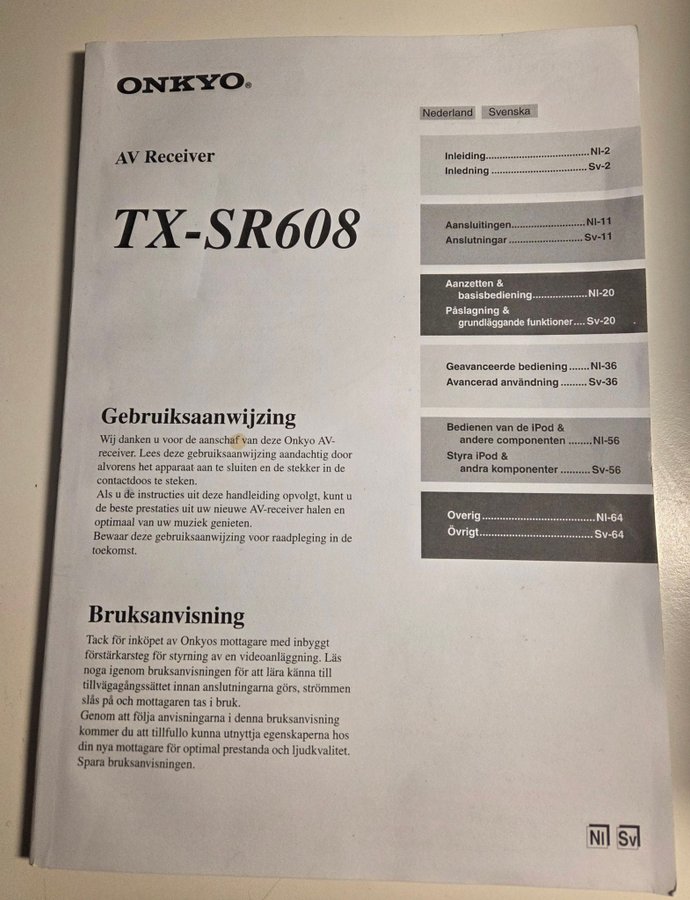 ONKYO®
AV Receiver
TX-SR608
Gebruiksaanwijzing
Wij danken u voor de aanschaf van deze Onkyo AV-
receiver. Lees deze gebruiksaanwijzing aandachtig door
alvorens het apparaat aan te sluiten en de stekker in de
contactdoos te steken.
Als u de instructies uit deze handleiding opvolgt, kunt u
de beste prestaties uit uw nieuwe AV-receiver halen en
optimaal van uw muziek genieten.
Bewaar deze gebruiksaanwijzing voor raadpleging in de
toekomst.
Bruksanvisning
Tack för inköpet av Onkyos mottagare med inbyggt
förstärkarsteg för styrning av en videoanläggning. Läs
noga igenom bruksanvisningen för att lära känna till
tillvägagångssättet innan anslutningarna görs, strömmen
slås på och mottagaren tas i bruk.
Genom att följa anvisningarna i denna bruksanvisning
kommer du att tillfullo kunna utnyttja egenskaperna hos
din nya mottagare för optimal prestanda och ljudkvalitet.
Spara bruksanvisningen.
Nederland Svenska
Inleiding....................................Nl-2
Inledning..................................Sv-2
Aansluitingen..........................Nl-11
Anslutningar..........................Sv-11
Aanzetten &
basisbediening...................Nl-20
Påslagning &
grundläggande funktioner....Sv-20
Geavanceerde bediening.......Nl-36
Avancerad användning.........Sv-36
Bedienen van de iPod &
andere componenten........Nl-56
Styra iPod &
andra komponenter..........Sv-56
Overig.......................................Nl-64
Övrigt.......................................Sv-64
Nl Sv